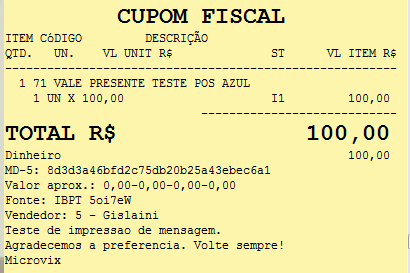 CUPOM FISCAL
ITEM CóDIGO DESCRIÇÃO
QTD. UN. VL UNIT R$ ST VL ITEM R$
------------------------------------------------
1 71 VALE PRESENTE TESTE POS AZUL
1 UN X 100,00 I1 100,00
------------------------
TOTAL R$ 100,00
Dinheiro 100,00
MD-5: 8d3d3a46bfd2c75db20b25a43ebec6a1
Valor aprox.: 0,00-0,00-0,00-0,00
Fonte: IBPT 5oi7eW
Vendedor: 5 - Gislaini
Teste de impressao de mensagem.
Agradecemos a preferencia. Volte sempre!
Microvix